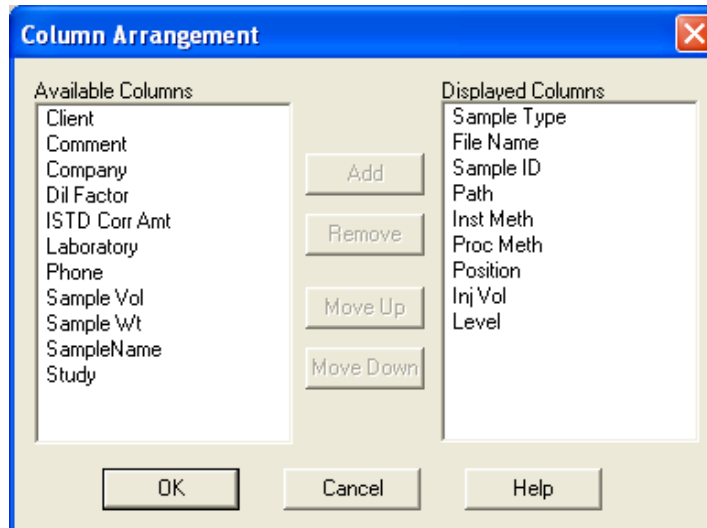 Column Arrangement
Available Columns
Client
Comment
Company
Dil Factor
ISTD Corr Amt
Laboratory
Phone
Sample Vol
Sample Wt
SampleName
Study
Add
Remove
Move Up
Move Down
Displayed Columns
Sample Type
File Name
Sample ID
Path
Inst Meth
Proc Meth
Position
Inj Vol
Level
OK
Cancel
Help